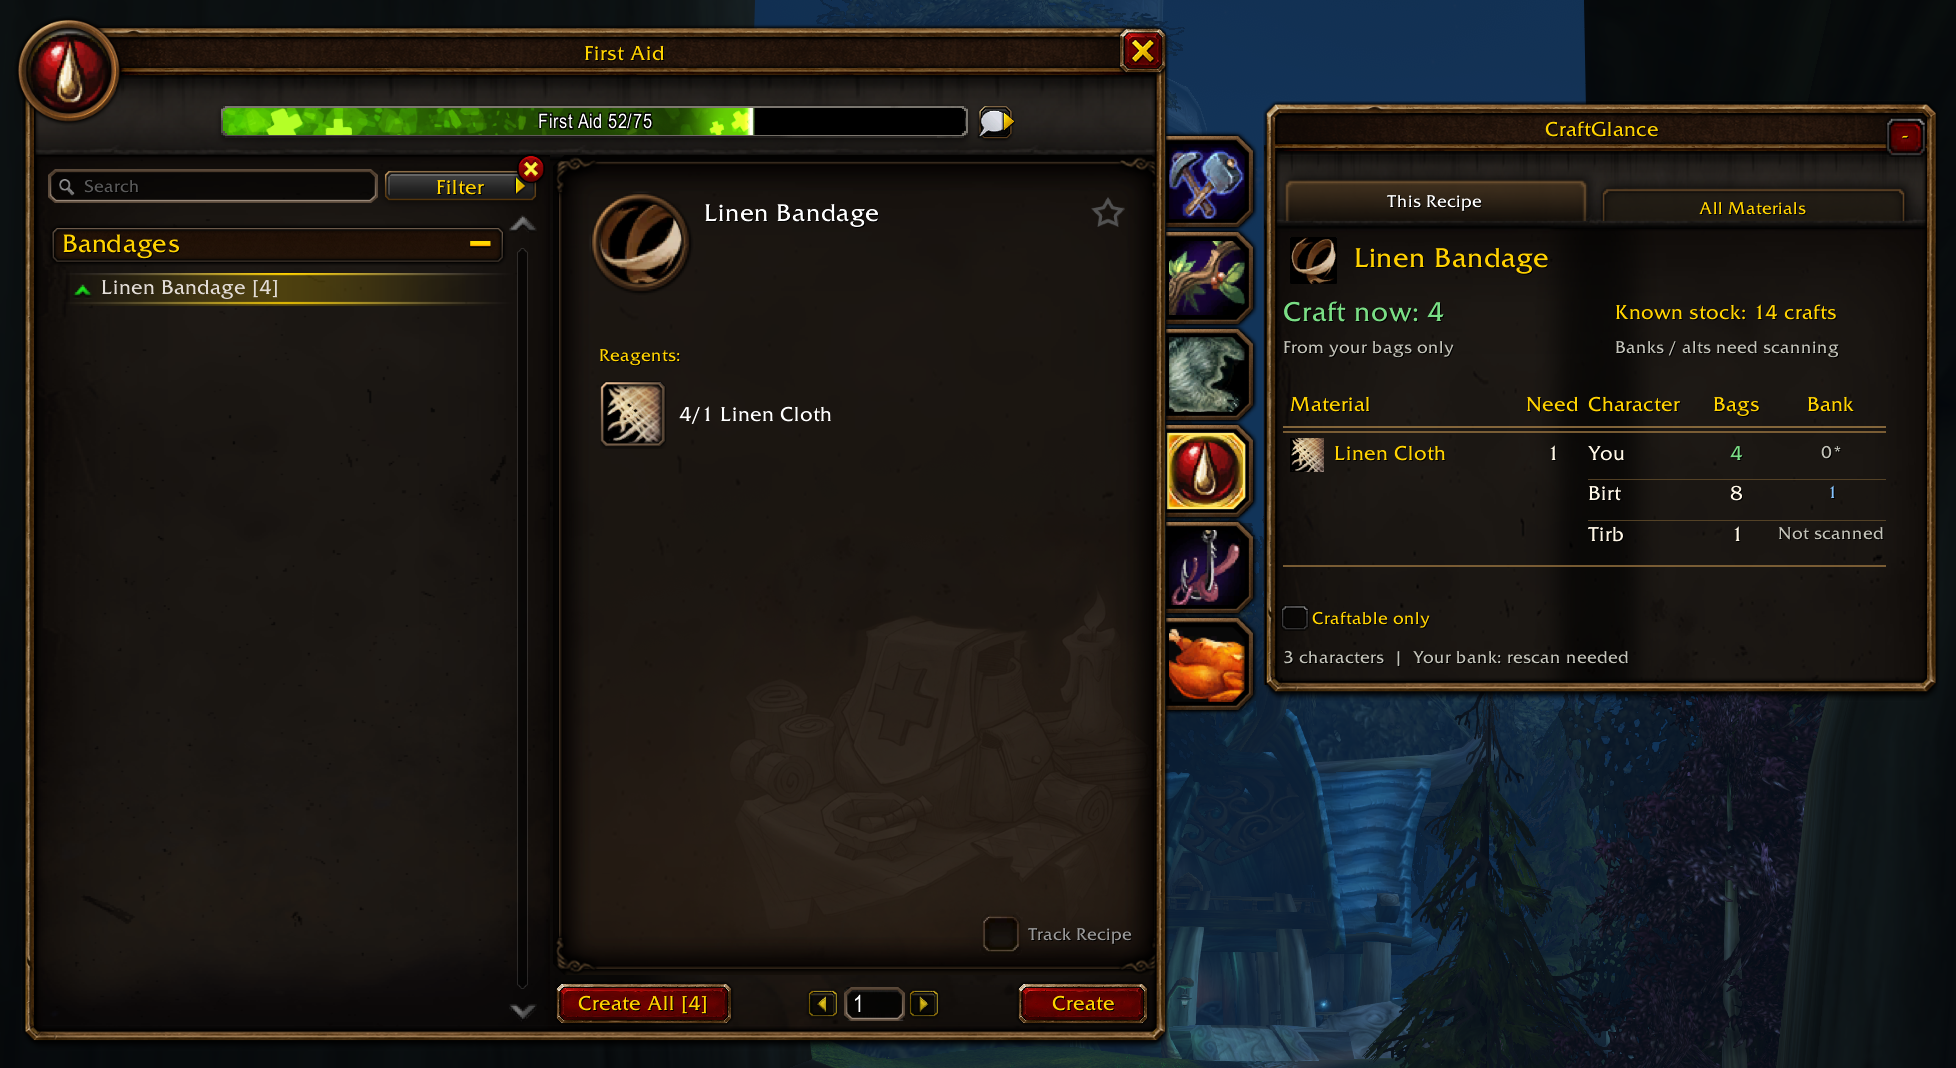 First Aid
First Aid 52/75
Search
Filter
Bandages
Linen Bandage [4]
Linen Bandage
Reagents:
4/1 Linen Cloth
Track Recipe
Create All [4]
1
Create
CraftGlance
-
This Recipe
All Materials
Linen Bandage
Craft now: 4
Known stock: 14 crafts
From your bags only
Banks / alts need scanning
Material Need Character Bags Bank
Linen Cloth 1 You 4 0*
Birt 8 1
Tirb 1 Not scanned
Craftable only
3 characters | Your bank: rescan needed